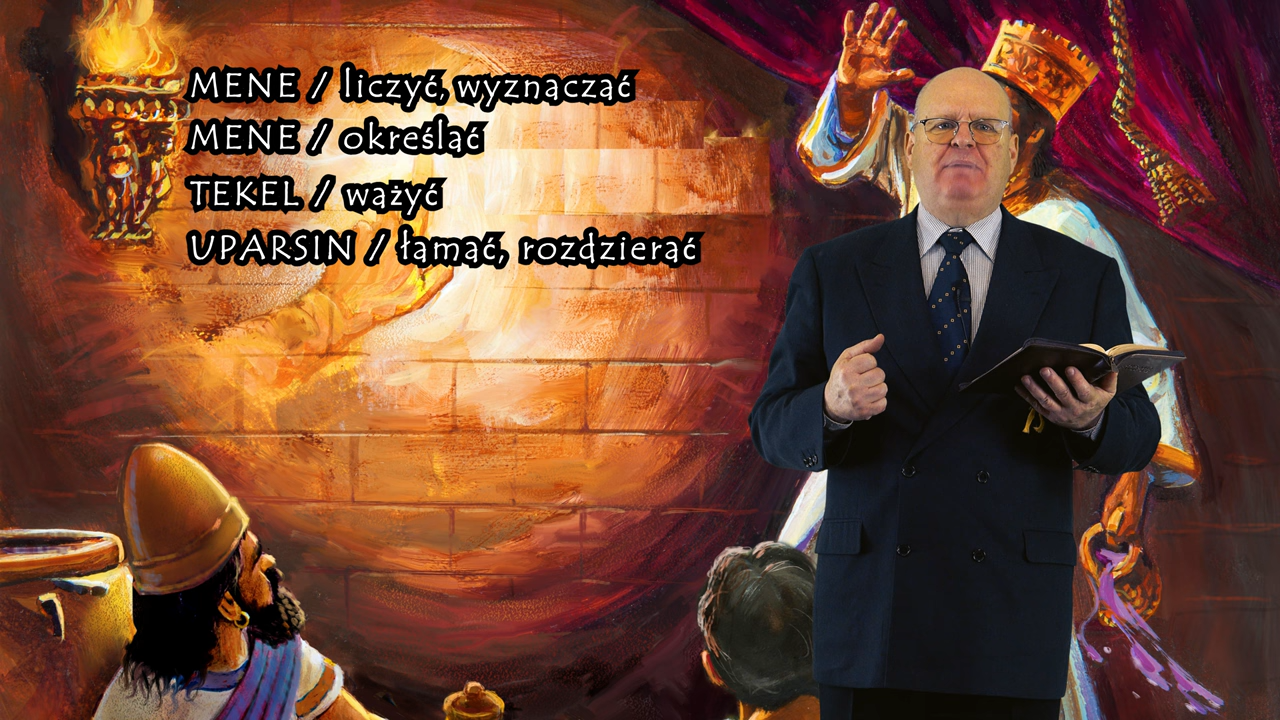 MENE / liczyć, wyznaczać
MENE / określać
TEKEL / ważyć
UPARSIN / łamać, rozdzierać